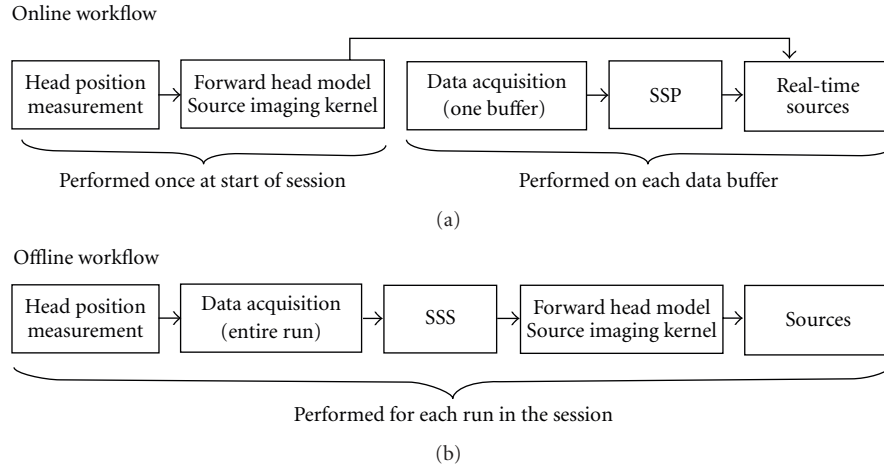 Online workflow
Head position
measurement
Forward head model
Source imaging kernel
Data acquisition
(one buffer)
SSP
Real-time
sources
Performed once at start of session
Performed on each data buffer
(a)
Offline workflow
Head position
measurement
Data acquisition
(entire run)
SSS
Forward head model
Source imaging kernel
Sources
Performed for each run in the session
(b)